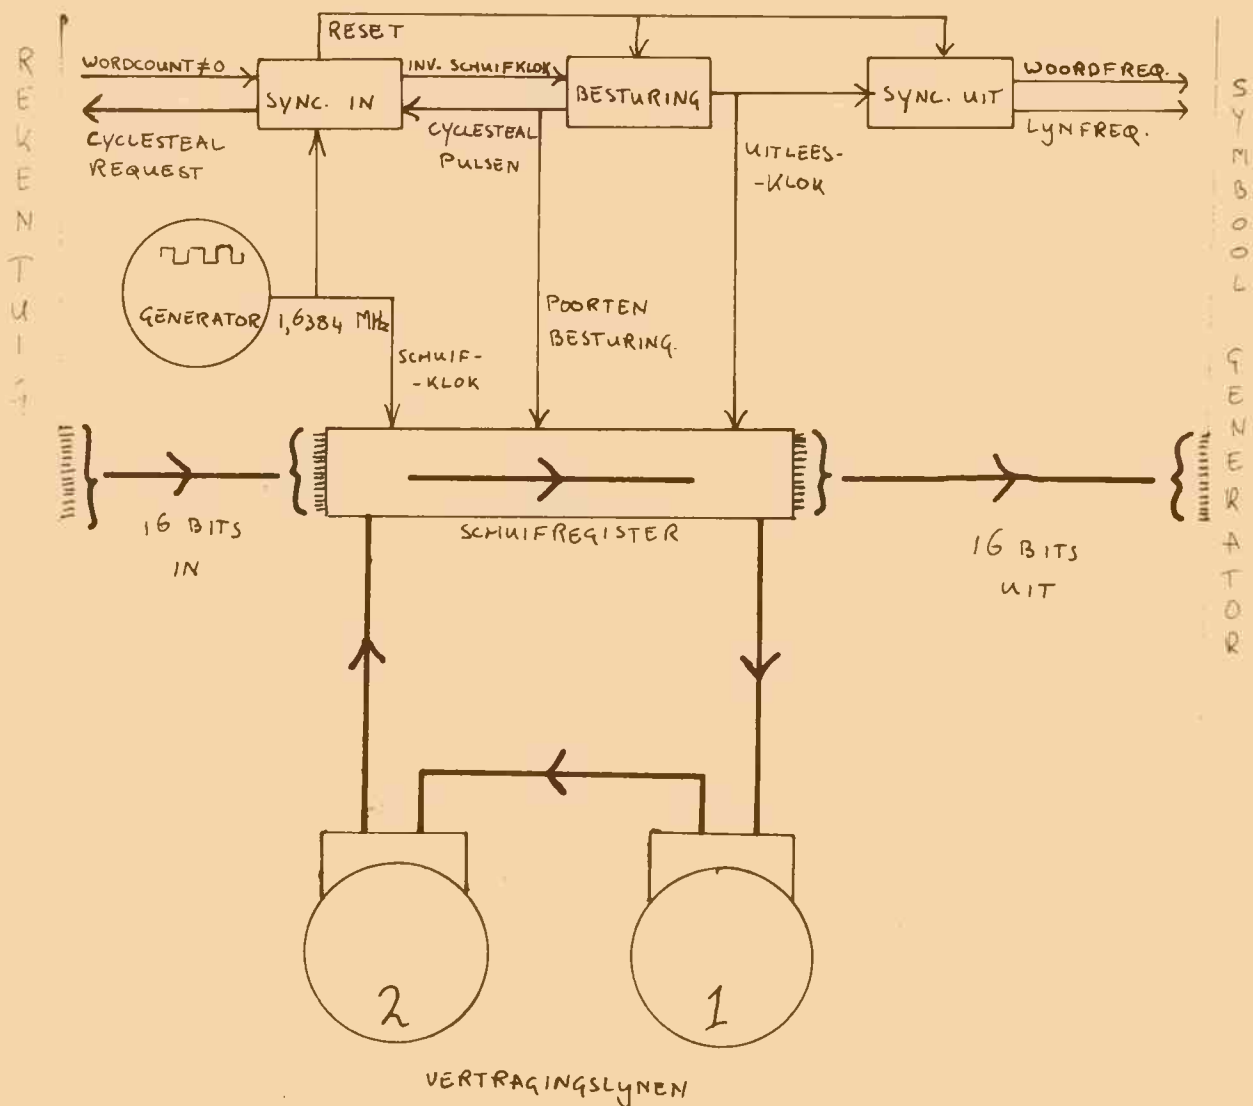 REKENTUIG
RESET
WORDCOUNT≠0
SYNC. IN
INV. SCHUIFKLOK
BESTURING
SYNC. UIT
WOORDFREQ.
LYNFREQ.
CYCLESTEAL
REQUEST
CYCLESTEAL
PULSEN
UITLEES-
-KLOK
GENERATOR
1,6384 MHz
POORTEN
BESTURING.
SCHUIF-
-KLOK
SYMBOOL GENERATOR
16 BITS
IN
SCHUIFREGISTER
16 BITS
UIT
2
1
VERTRAGINGSLYNEN